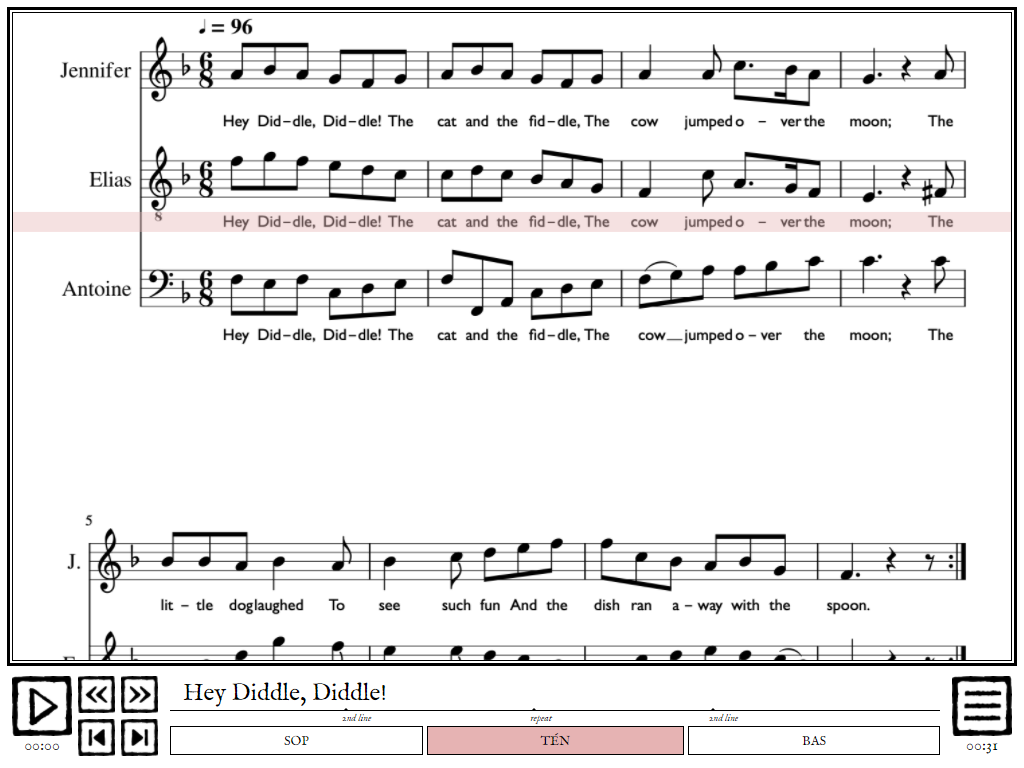 ♩ = 96
Jennifer
Hey Did–dle, Did–dle! The cat and the fid–dle, The cow jumped o – ver the moon; The
Elias
8
Hey Did–dle, Did–dle! The cat and the fid–dle, The cow jumped o – ver the moon; The
Antoine
Hey Did–dle, Did–dle! The cat and the fid–dle, The cow__ jumped o – ver the moon; The
5
J.
lit – tle dog laughed To see such fun And the dish ran a – way with the spoon.
Hey Diddle, Diddle!
2nd line repeat 2nd line
SOP TÉN BAS
00:00 00:31